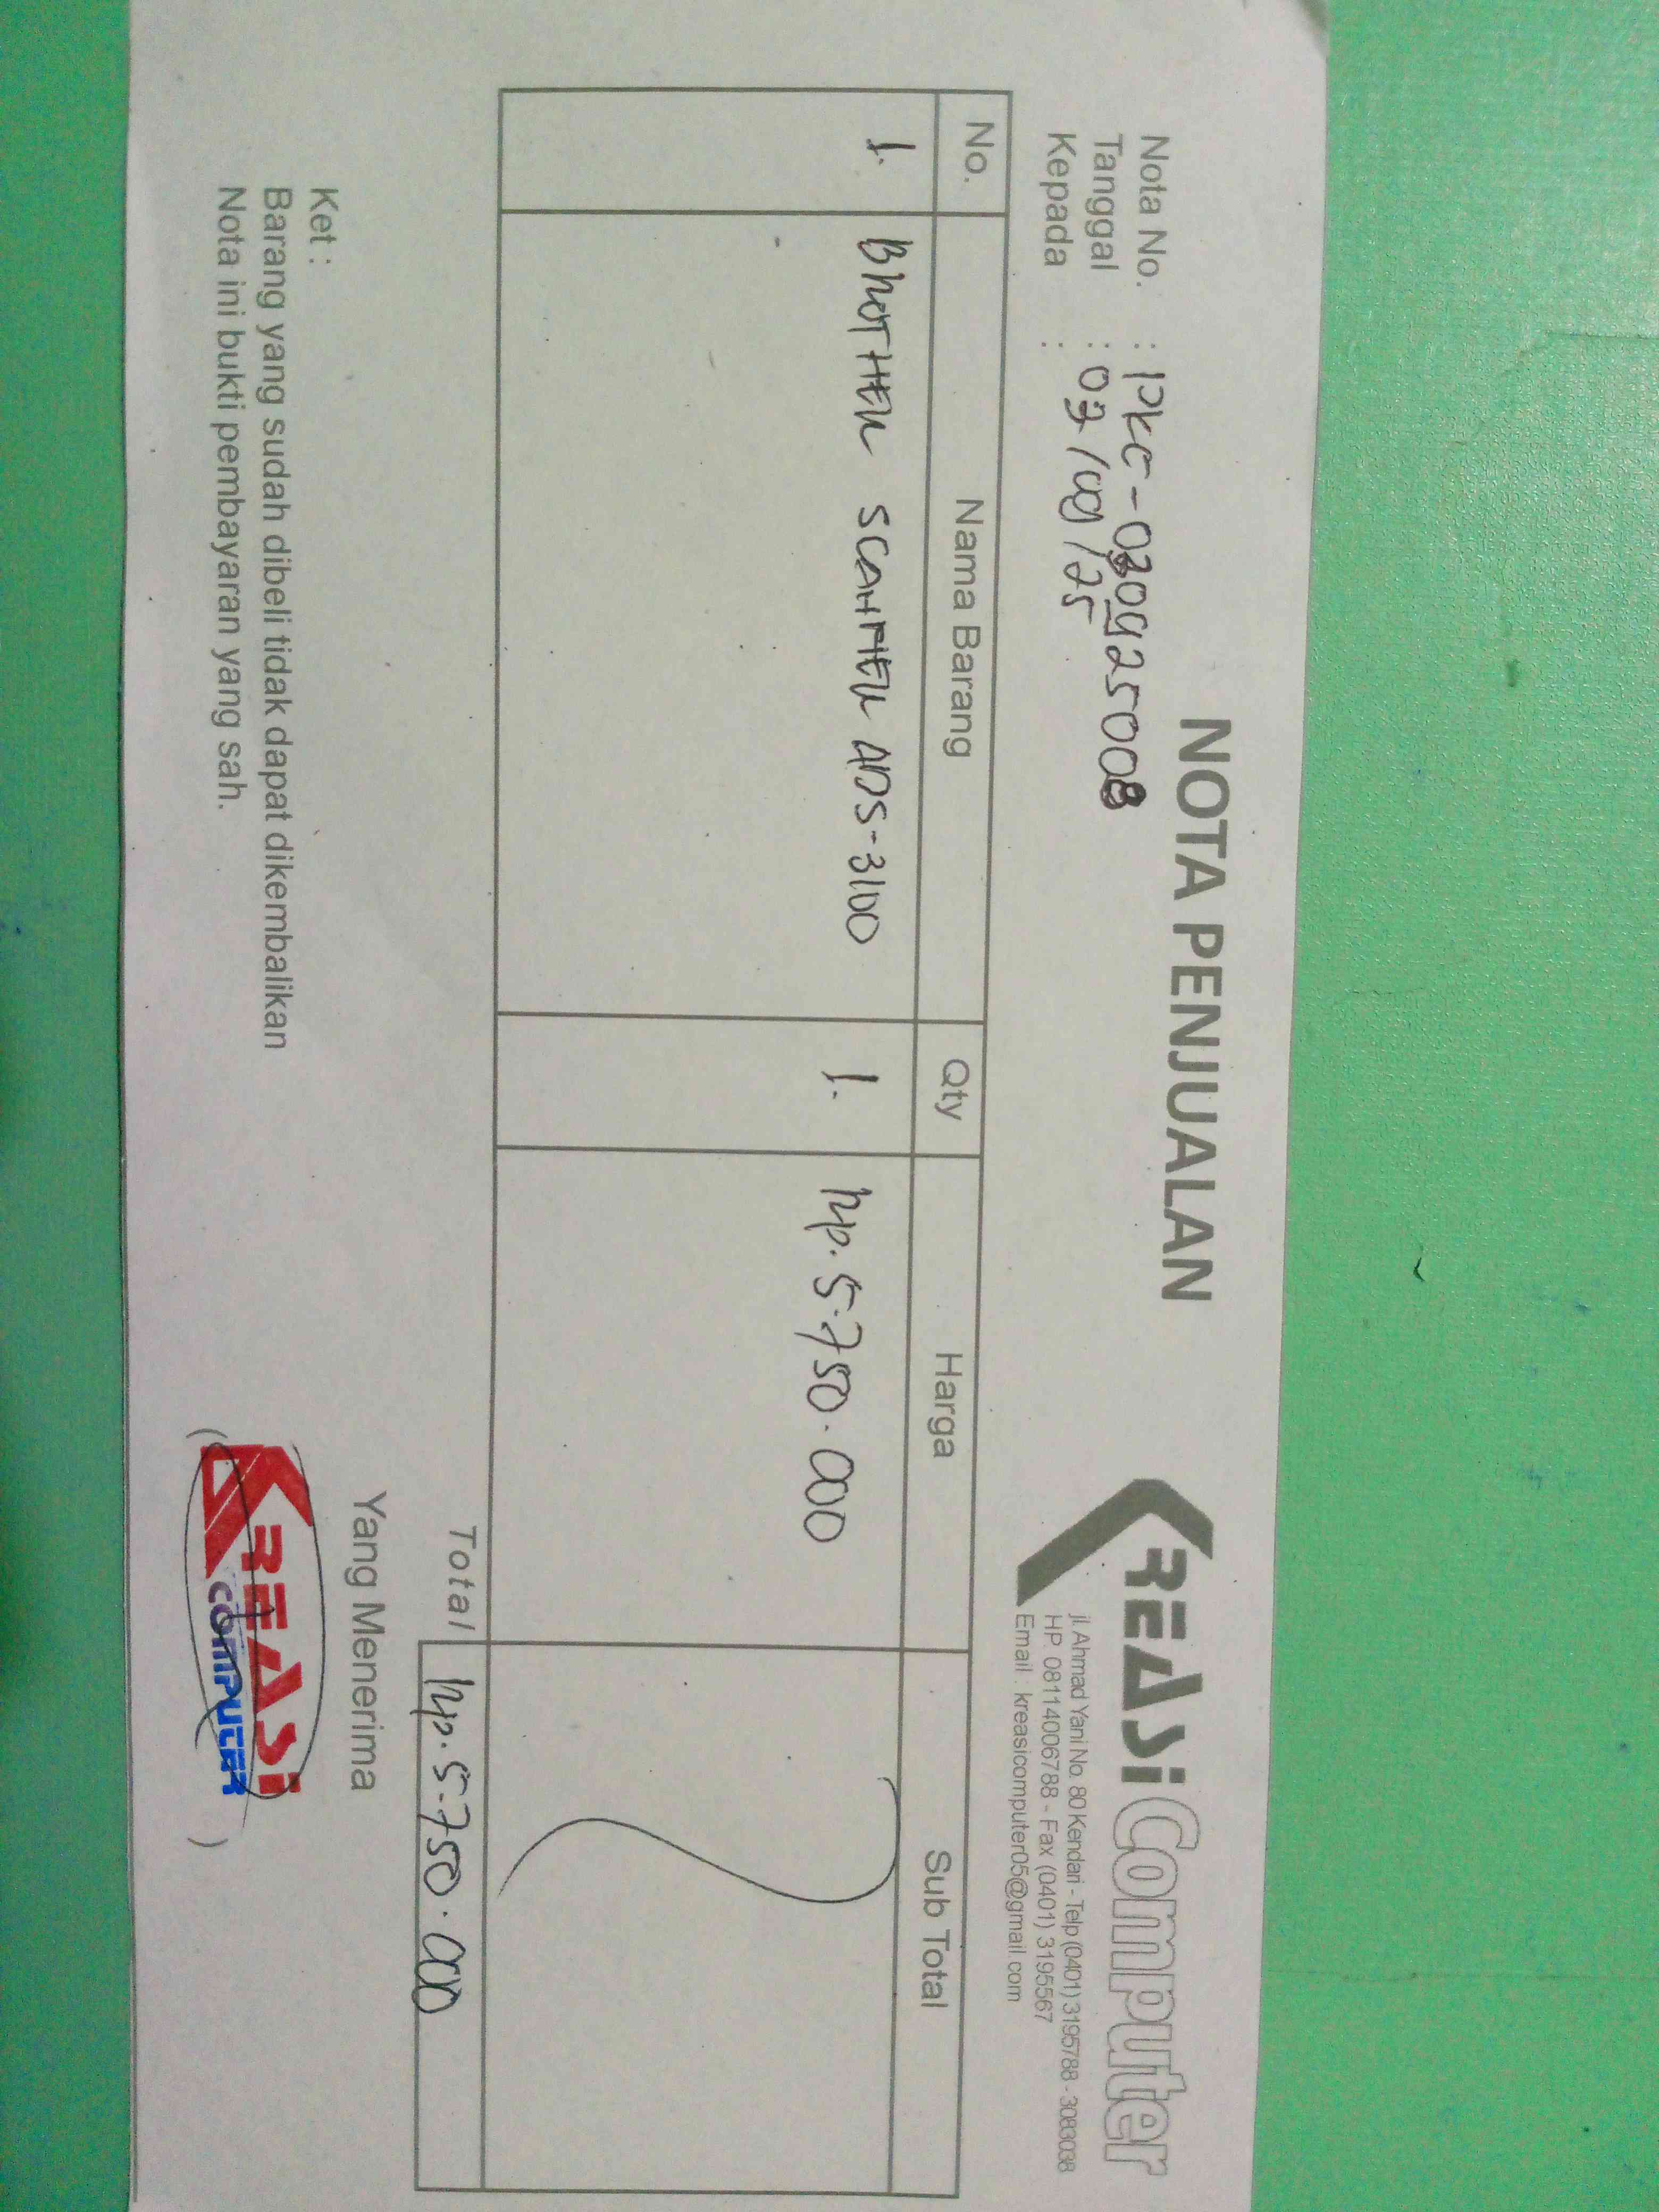 NOTA PENJUALAN
KREASi Computer
jl. Ahmad Yani No. 80 Kendari - Telp (0401) 3195788 - 3083038
HP. 08114006788 - Fax (0401) 3195567
Email : kreasicomputer05@gmail.com
Nota No. : PKC-020925008
Tanggal : 02/09/25
Kepada :
No. Nama Barang Qty Harga Sub Total
1. BROTHER SCANNER ADS-3100 1. Rp. 5.750.000
Total Rp. 5.750.000
Ket :
Barang yang sudah dibeli tidak dapat dikembalikan
Nota ini bukti pembayaran yang sah.
Yang Menerima
( KREASi COMPUTER )